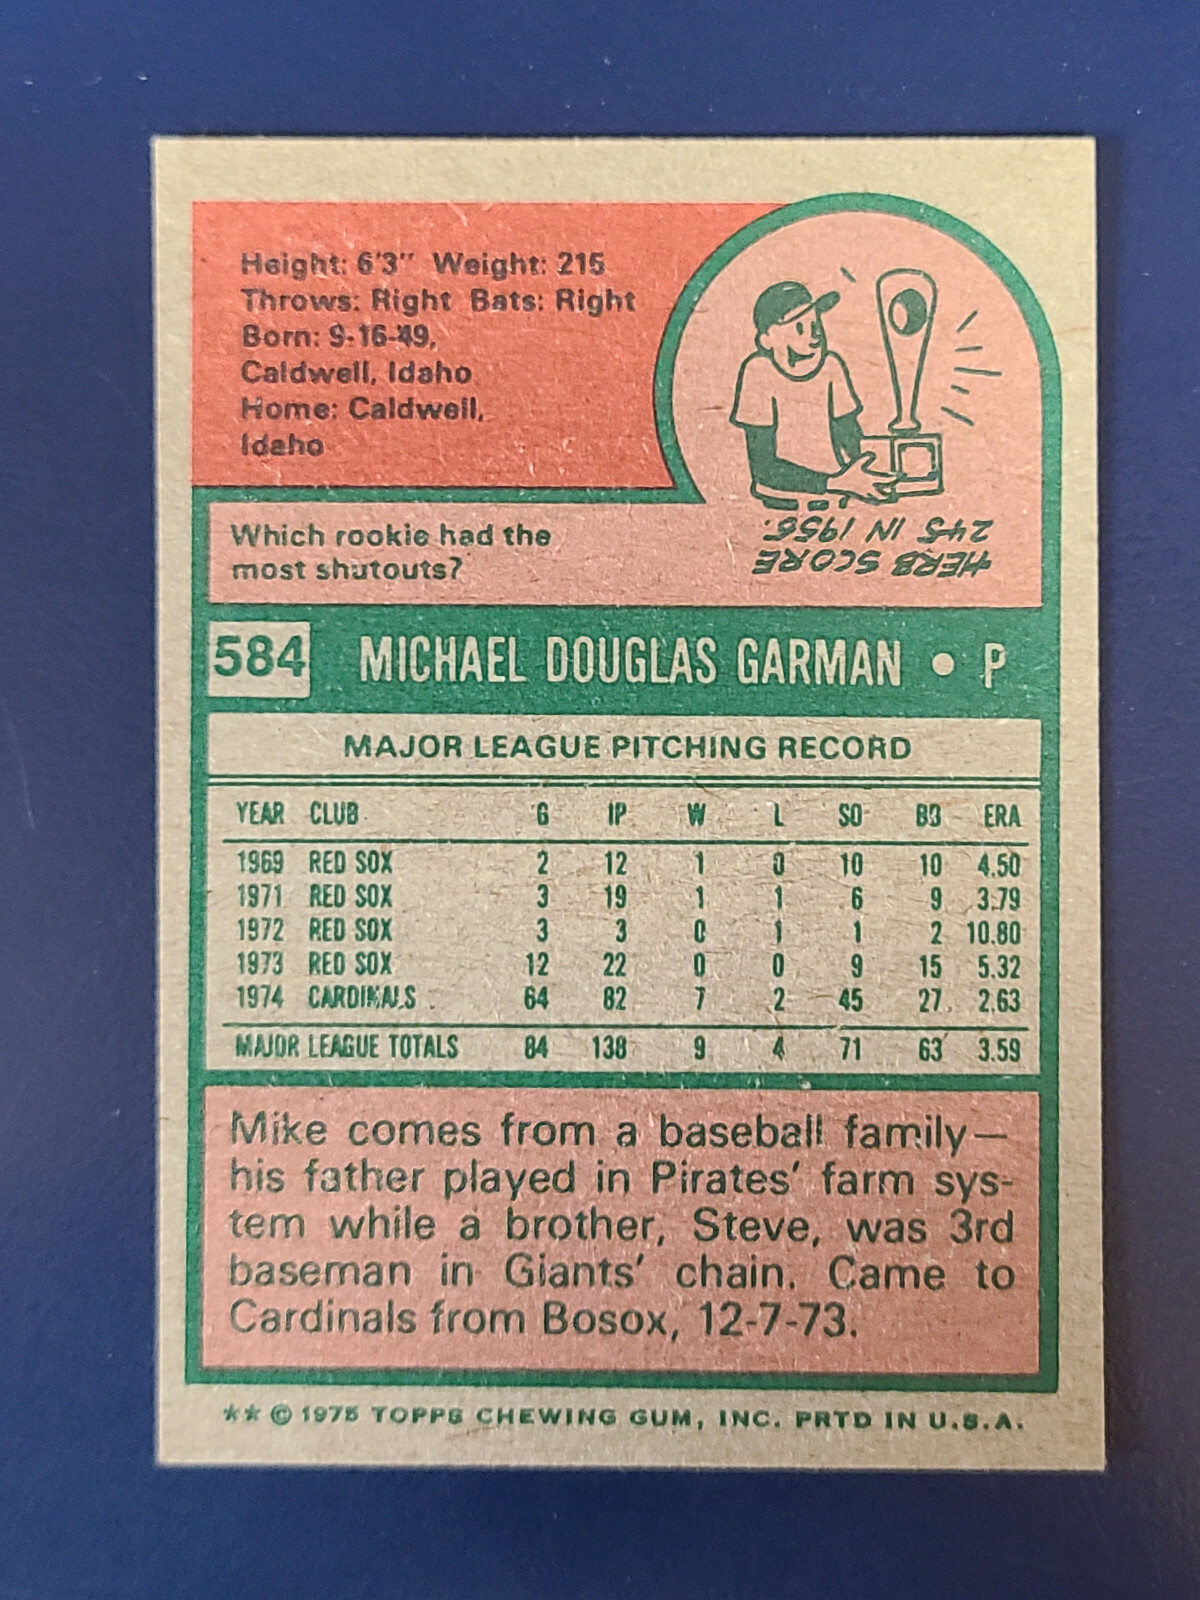 Height: 6'3" Weight: 215
Throws: Right Bats: Right
Born: 9-16-49,
Caldwell, Idaho
Home: Caldwell,
Idaho
Which rookie had the
most shutouts?
HERB SCORE
245 IN 1955.
584 MICHAEL DOUGLAS GARMAN • P
MAJOR LEAGUE PITCHING RECORD
YEAR CLUB G IP W L SO BB ERA
1969 RED SOX 2 12 1 0 10 10 4.50
1971 RED SOX 3 19 1 1 6 9 3.79
1972 RED SOX 3 3 0 1 1 2 10.80
1973 RED SOX 12 22 0 0 9 15 5.32
1974 CARDINALS 64 82 7 2 45 27 2.63
MAJOR LEAGUE TOTALS 84 138 9 4 71 63 3.59
Mike comes from a baseball family—
his father played in Pirates' farm sys-
tem while a brother, Steve, was 3rd
baseman in Giants' chain. Came to
Cardinals from Bosox, 12-7-73.
** © 1975 TOPPS CHEWING GUM, INC. PRTD IN U.S.A.